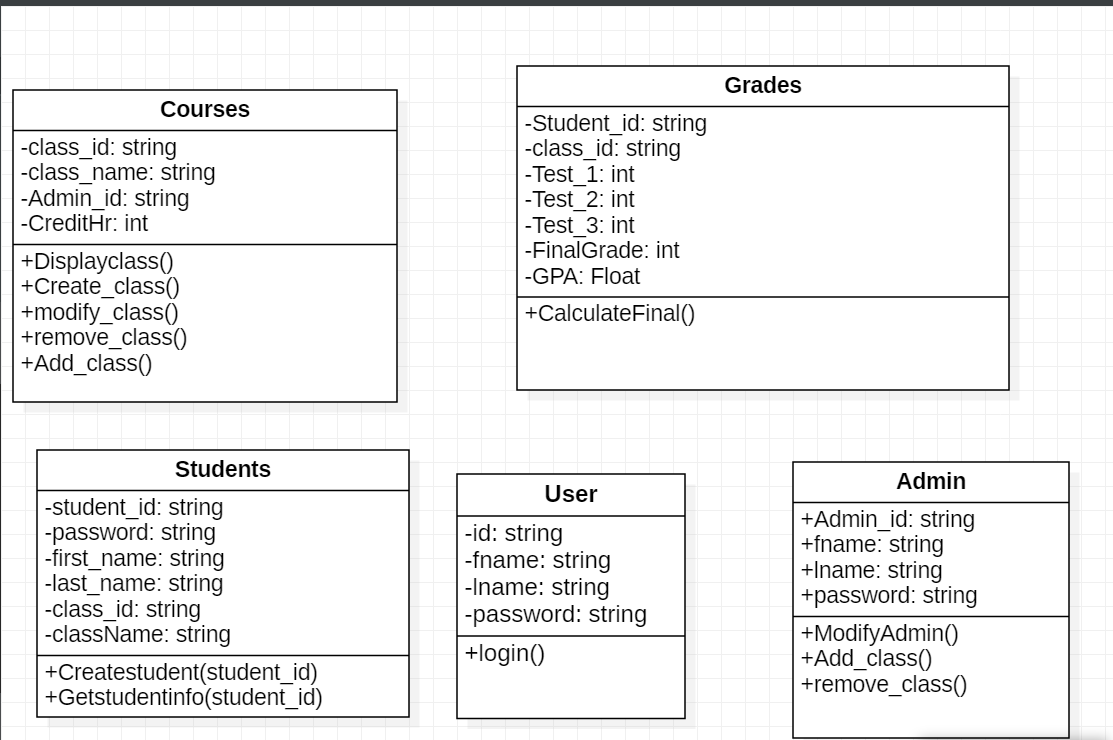 Courses
-class_id: string
-class_name: string
-Admin_id: string
-CreditHr: int
+Displayclass()
+Create_class()
+modify_class()
+remove_class()
+Add_class()
Grades
-Student_id: string
-class_id: string
-Test_1: int
-Test_2: int
-Test_3: int
-FinalGrade: int
-GPA: Float
+CalculateFinal()
Students
-student_id: string
-password: string
-first_name: string
-last_name: string
-class_id: string
-className: string
+Createstudent(student_id)
+Getstudentinfo(student_id)
User
-id: string
-fname: string
-lname: string
-password: string
+login()
Admin
+Admin_id: string
+fname: string
+lname: string
+password: string
+ModifyAdmin()
+Add_class()
+remove_class()